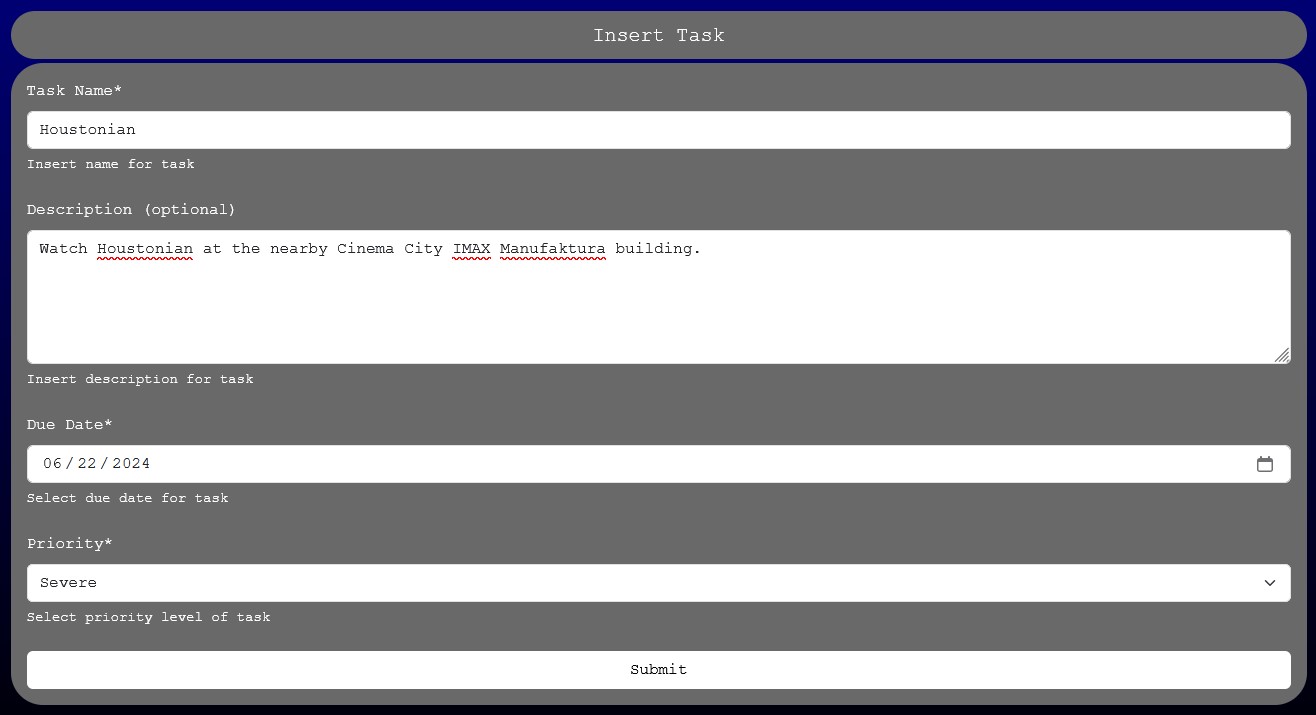 Insert Task
Task Name*
Houstonian
Insert name for task
Description (optional)
Watch Houstonian at the nearby Cinema City IMAX Manufaktura building.
Insert description for task
Due Date*
06/22/2024
Select due date for task
Priority*
Severe
Select priority level of task
Submit